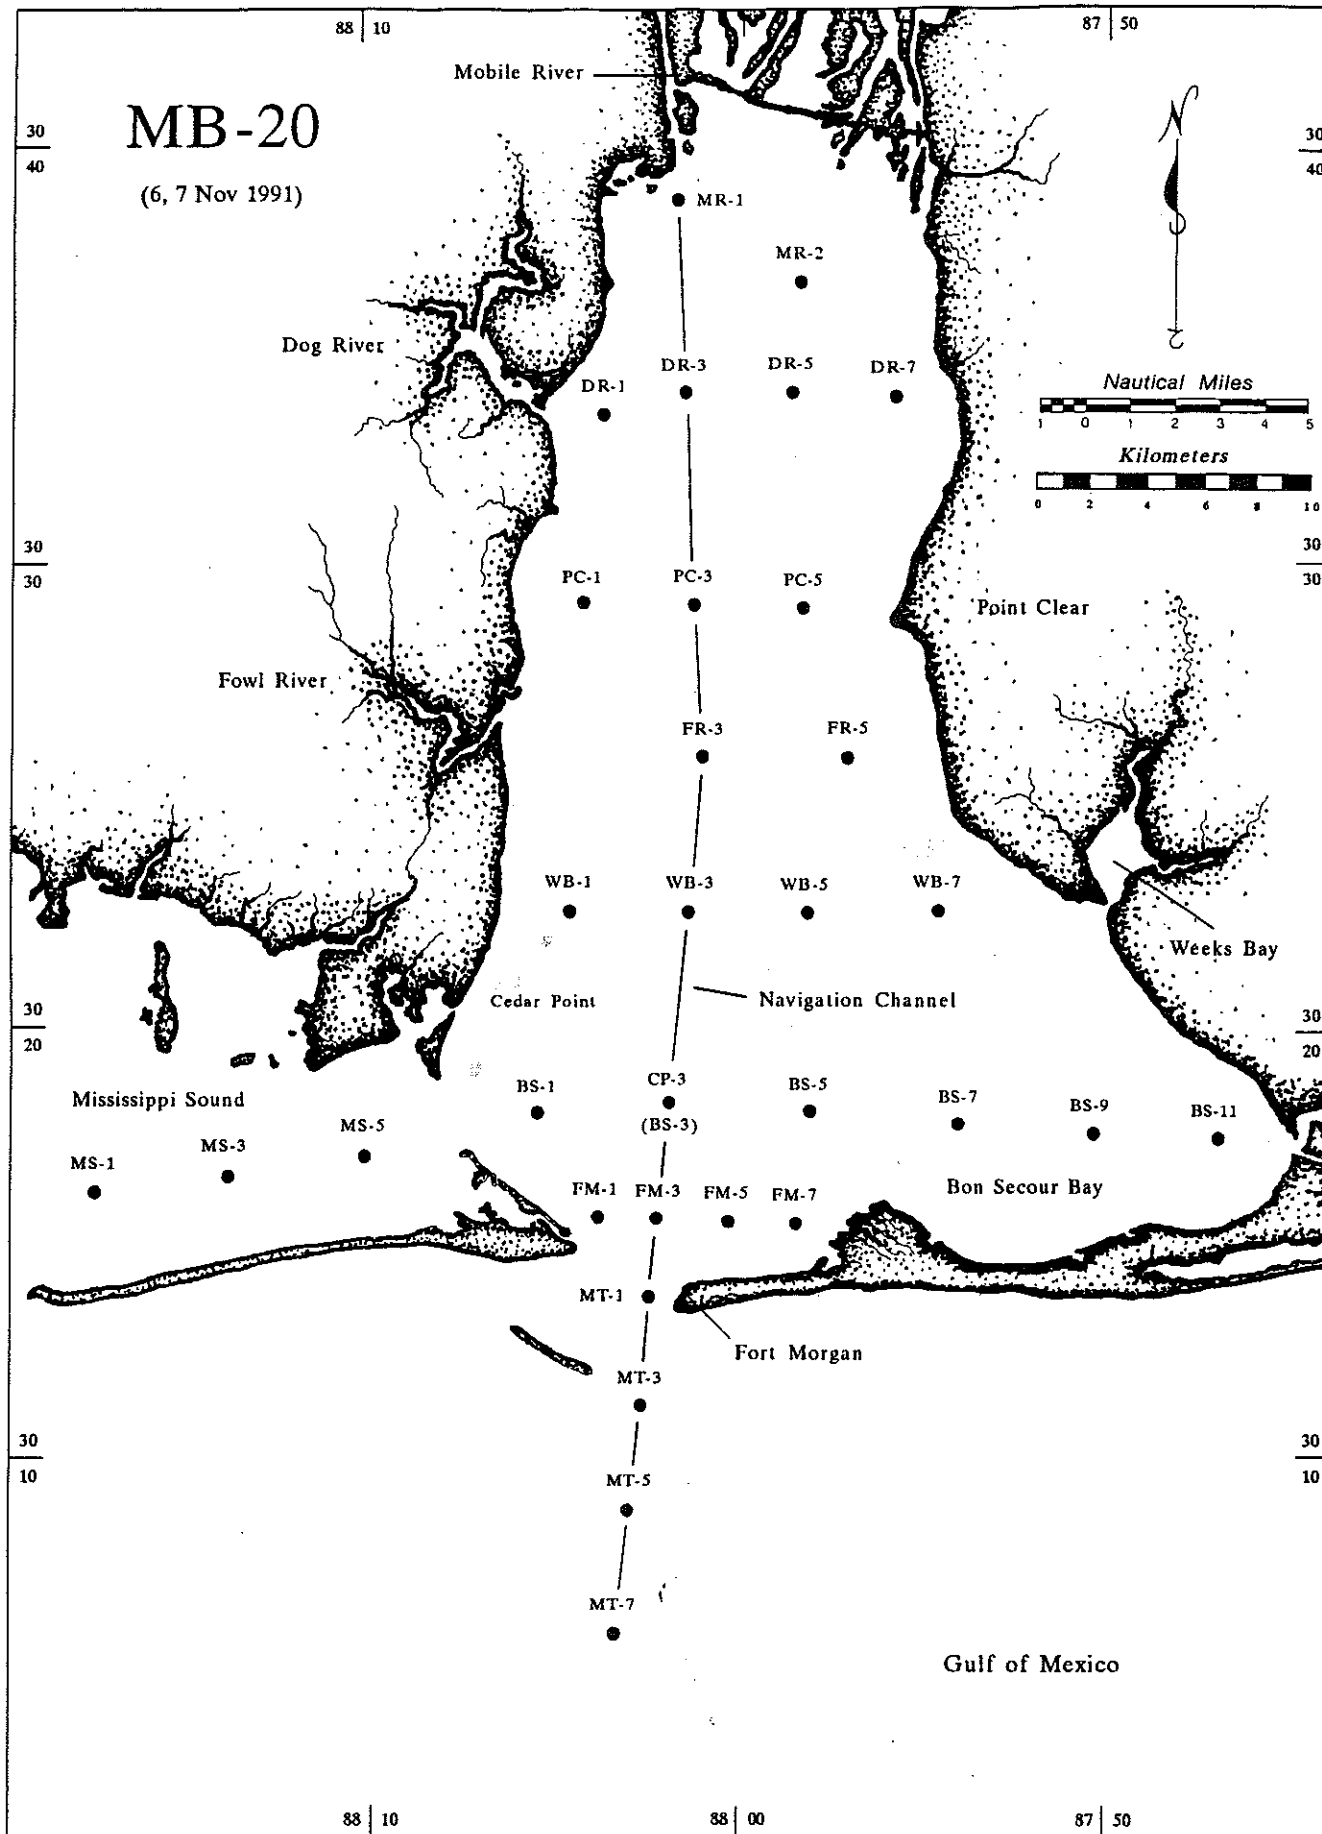 88 10
87 50
Mobile River
MB-20
(6, 7 Nov 1991)
30
40
30
40
N
MR-1
MR-2
Dog River
DR-1
DR-3
DR-5
DR-7
Nautical Miles
1 0 1 2 3 4 5
Kilometers
0 2 4 6 8 10
30
30
30
30
PC-1
PC-3
PC-5
Point Clear
Fowl River
FR-3
FR-5
WB-1
WB-3
WB-5
WB-7
Weeks Bay
Cedar Point
Navigation Channel
30
20
30
20
Mississippi Sound
BS-1
CP-3
(BS-3)
BS-5
BS-7
BS-9
BS-11
MS-1
MS-3
MS-5
FM-1
FM-3
FM-5
FM-7
Bon Secour Bay
MT-1
Fort Morgan
MT-3
30
10
30
10
MT-5
MT-7
Gulf of Mexico
88 10
88 00
87 50